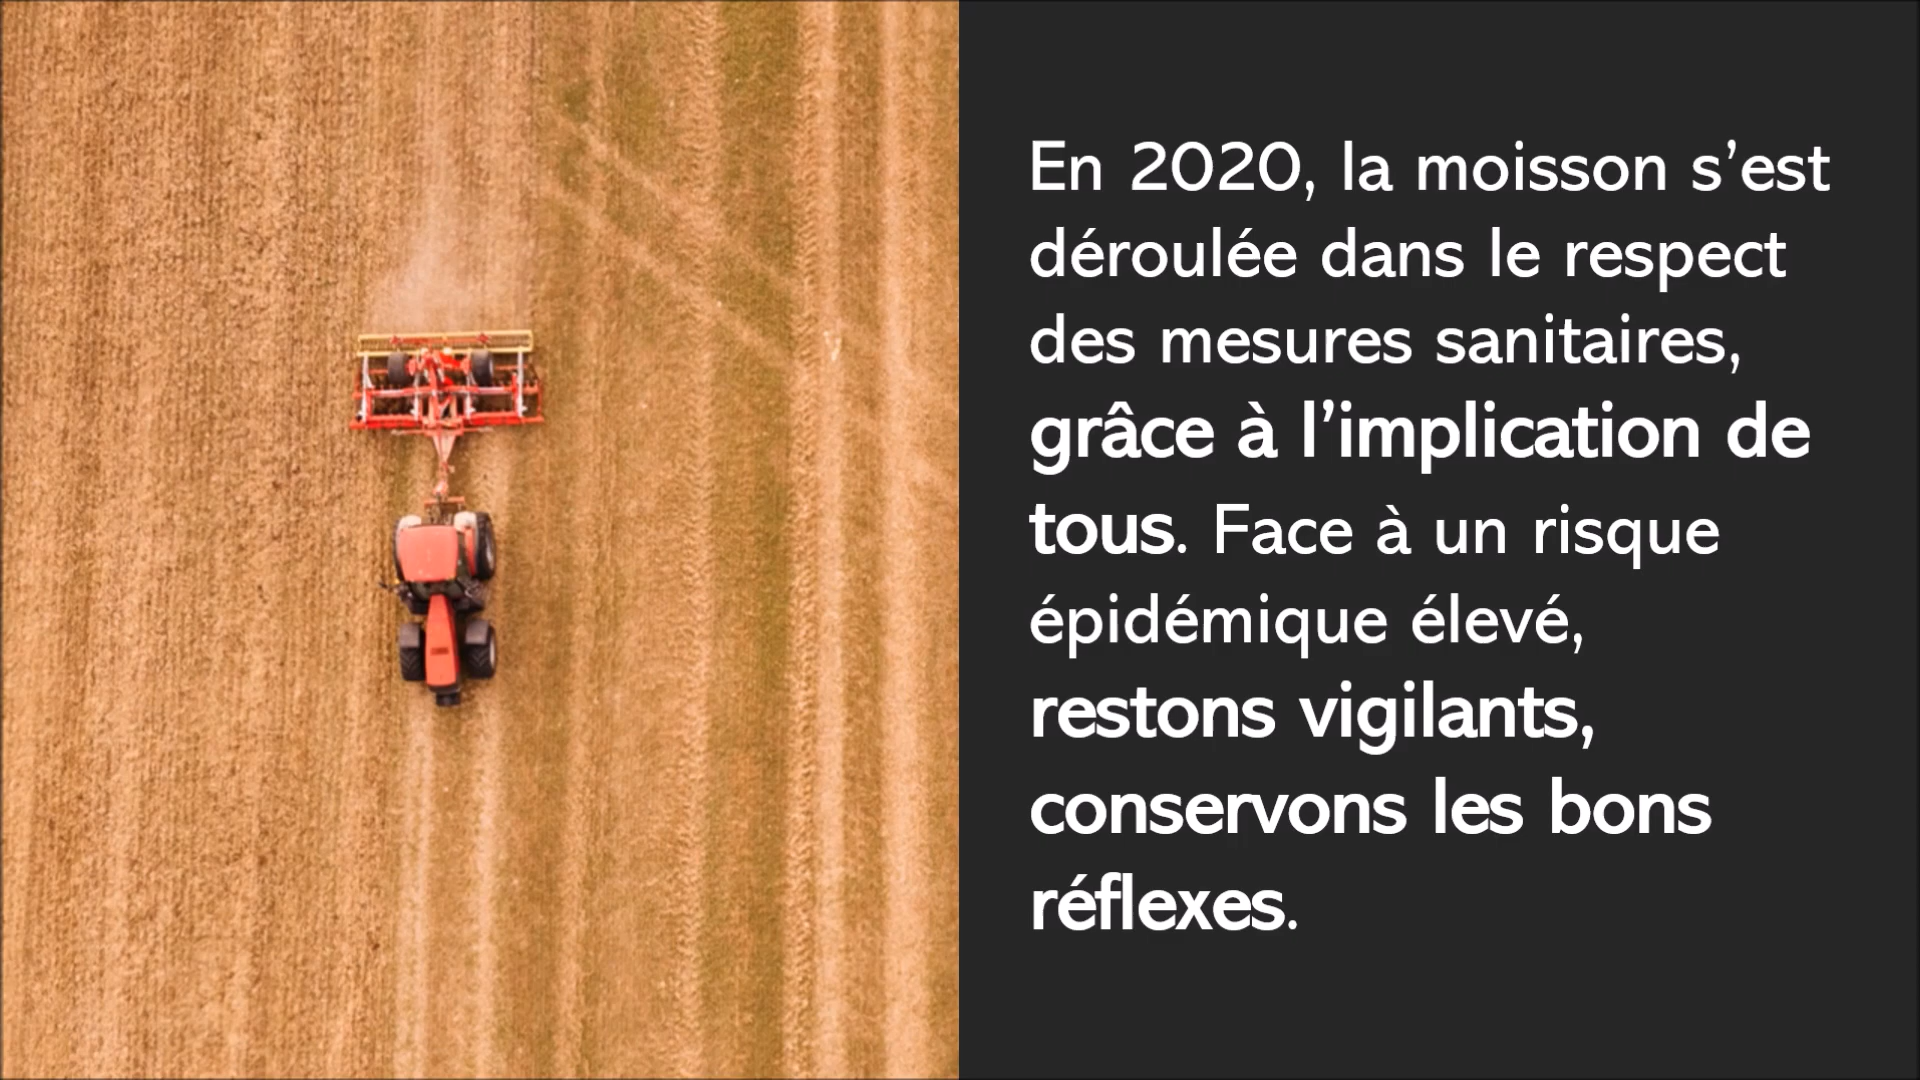 En 2020, la moisson s’est
déroulée dans le respect
des mesures sanitaires,
grâce à l’implication de
tous. Face à un risque
épidémique élevé,
restons vigilants,
conservons les bons
réflexes.